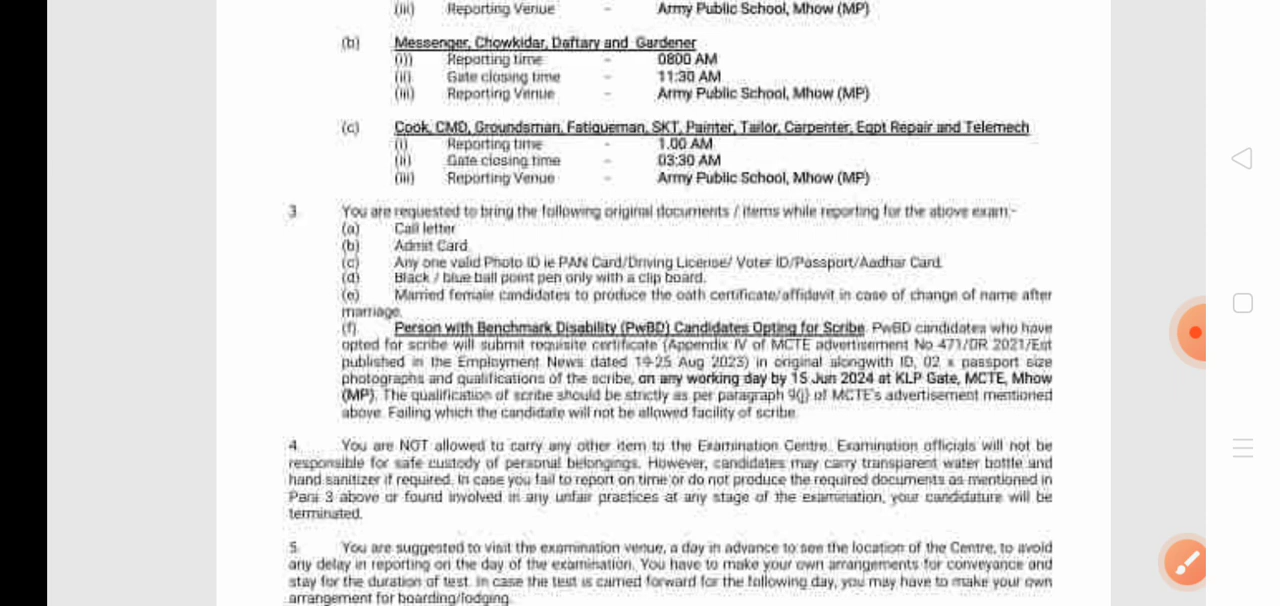 (iii) Reporting Venue - Army Public School, Mhow (MP)
(b) Messenger, Chowkidar, Daftary and Gardener
(i)) Reporting time - 0800 AM
(ii) Gate closing time - 11:30 AM
(iii) Reporting Venue - Army Public School, Mhow (MP)
(c) Cook, CMD, Groundsman, Fatigueman, SKT, Painter, Tailor, Carpenter, Eqpt Repair and Telemech
(i) Reporting time - 1.00 AM
(ii) Gate closing time - 03:30 AM
(iii) Reporting Venue - Army Public School, Mhow (MP)
3. You are requested to bring the following original documents / items while reporting for the above exam:-
(a) Call letter
(b) Admit Card.
(c) Any one valid Photo ID ie PAN Card/Driving License/ Voter ID/Passport/Aadhar Card.
(d) Black / blue ball point pen only with a clip board.
(e) Married female candidates to produce the oath certificate/affidavit in case of change of name after
marriage.
(f) Person with Benchmark Disability (PwBD) Candidates Opting for Scribe. PwBD candidates who have
opted for scribe will submit requisite certificate (Appendix IV of MCTE advertisement No 471/DR 2021/Est
published in the Employment News dated 19-25 Aug 2023) in original alongwith ID, 02 x passport size
photographs and qualifications of the scribe, on any working day by 15 Jun 2024 at KLP Gate, MCTE, Mhow
(MP). The qualification of scribe should be strictly as per paragraph 9(j) of MCTE's advertisement mentioned
above. Failing which the candidate will not be allowed facility of scribe.
4. You are NOT allowed to carry any other item to the Examination Centre. Examination officials will not be
responsible for safe custody of personal belongings. However, candidates may carry transparent water bottle and
hand sanitizer if required. In case you fail to report on time or do not produce the required documents as mentioned in
Para 3 above or found involved in any unfair practices at any stage of the examination, your candidature will be
terminated.
5. You are suggested to visit the examination venue, a day in advance to see the location of the Centre, to avoid
any delay in reporting on the day of the examination. You have to make your own arrangements for conveyance and
stay for the duration of test. In case the test is carried forward for the following day, you may have to make your own
arrangement for boarding/lodging.